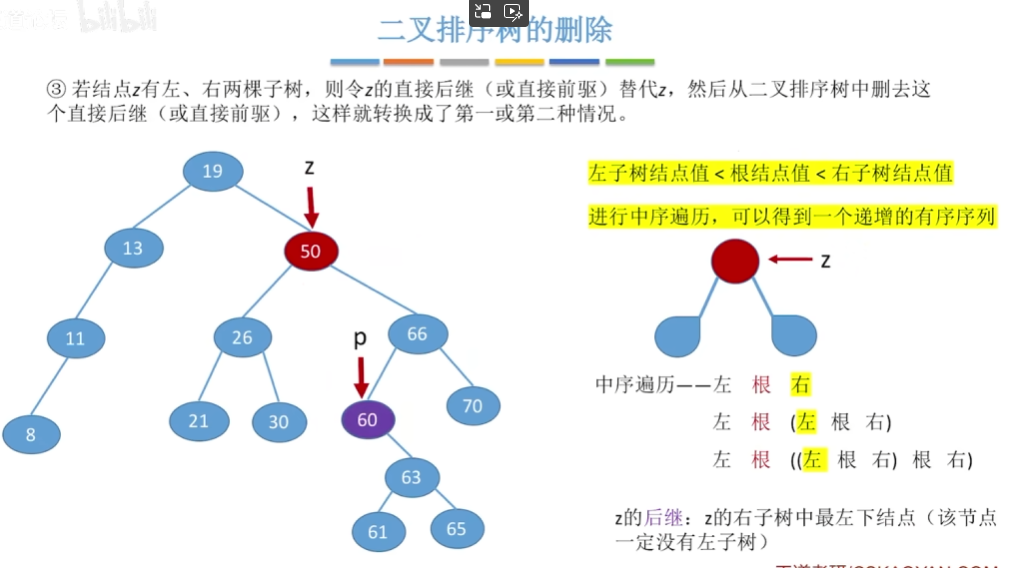 bilibili
二叉排序树的删除
③ 若结点z有左、右两棵子树，则令z的直接后继（或直接前驱）替代z，然后从二叉排序树中删去这
个直接后继（或直接前驱），这样就转换成了第一或第二种情况。
19
z
左子树结点值 < 根结点值 < 右子树结点值
进行中序遍历，可以得到一个递增的有序序列
13
50
z
11
26
p
66
中序遍历——左 根 右
21
30
60
70
左 根 (左 根 右)
8
左 根 ((左 根 右) 根 右)
63
z的后继：z的右子树中最左下结点（该节点
一定没有左子树）
61
65